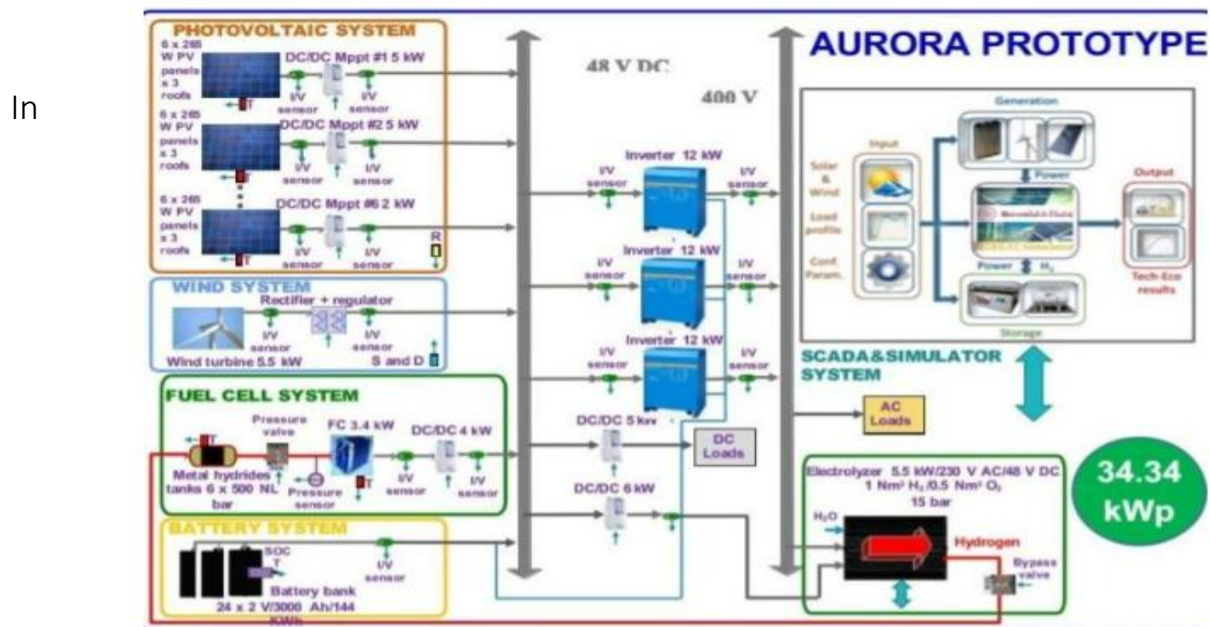 In
PHOTOVOLTAIC SYSTEM
6 x 265
W PV
panels
x 3
roofs
DC/DC Mppt #1 5 kW
I/V
sensor
I/V
sensor
T
6 x 265
W PV
panels
x 3
roofs
DC/DC Mppt #2 5 kW
I/V
sensor
I/V
sensor
T
6 x 265
W PV
panels
x 3
roofs
DC/DC Mppt #6 2 kW
I/V
sensor
I/V
sensor
T
R
WIND SYSTEM
Rectifier + regulator
I/V
sensor
I/V
sensor
Wind turbine 5.5 kW
S and D
FUEL CELL SYSTEM
Pressure
valve
FC 3.4 kW
DC/DC 4 kW
T
Metal hydrides
tanks 6 x 500 NL
bar
Pressure
sensor
T
I/V
sensor
BATTERY SYSTEM
SOC
T
I/V
sensor
Battery bank
24 x 2 V/3000 Ah/144
KWh
48 V DC
400 V
I/V
sensor
Inverter 12 kW
I/V
sensor
I/V
sensor
Inverter 12 kW
I/V
sensor
I/V
sensor
Inverter 12 kW
I/V
sensor
DC/DC 5 kW
DC
Loads
DC/DC 6 kW
AURORA PROTOTYPE
Generation
Input
Solar
&
Wind
Load
profile
Conf.
Param.
Power
Output
Power
H₂
Tech-Eco
results
Storage
SCADA&SIMULATOR
SYSTEM
AC
Loads
Electrolyzer 5.5 kW/230 V AC/48 V DC
1 Nm³ H₂/0.5 Nm³ O₂
15 bar
H₂O
Hydrogen
Bypass
valve
34.34
kWp